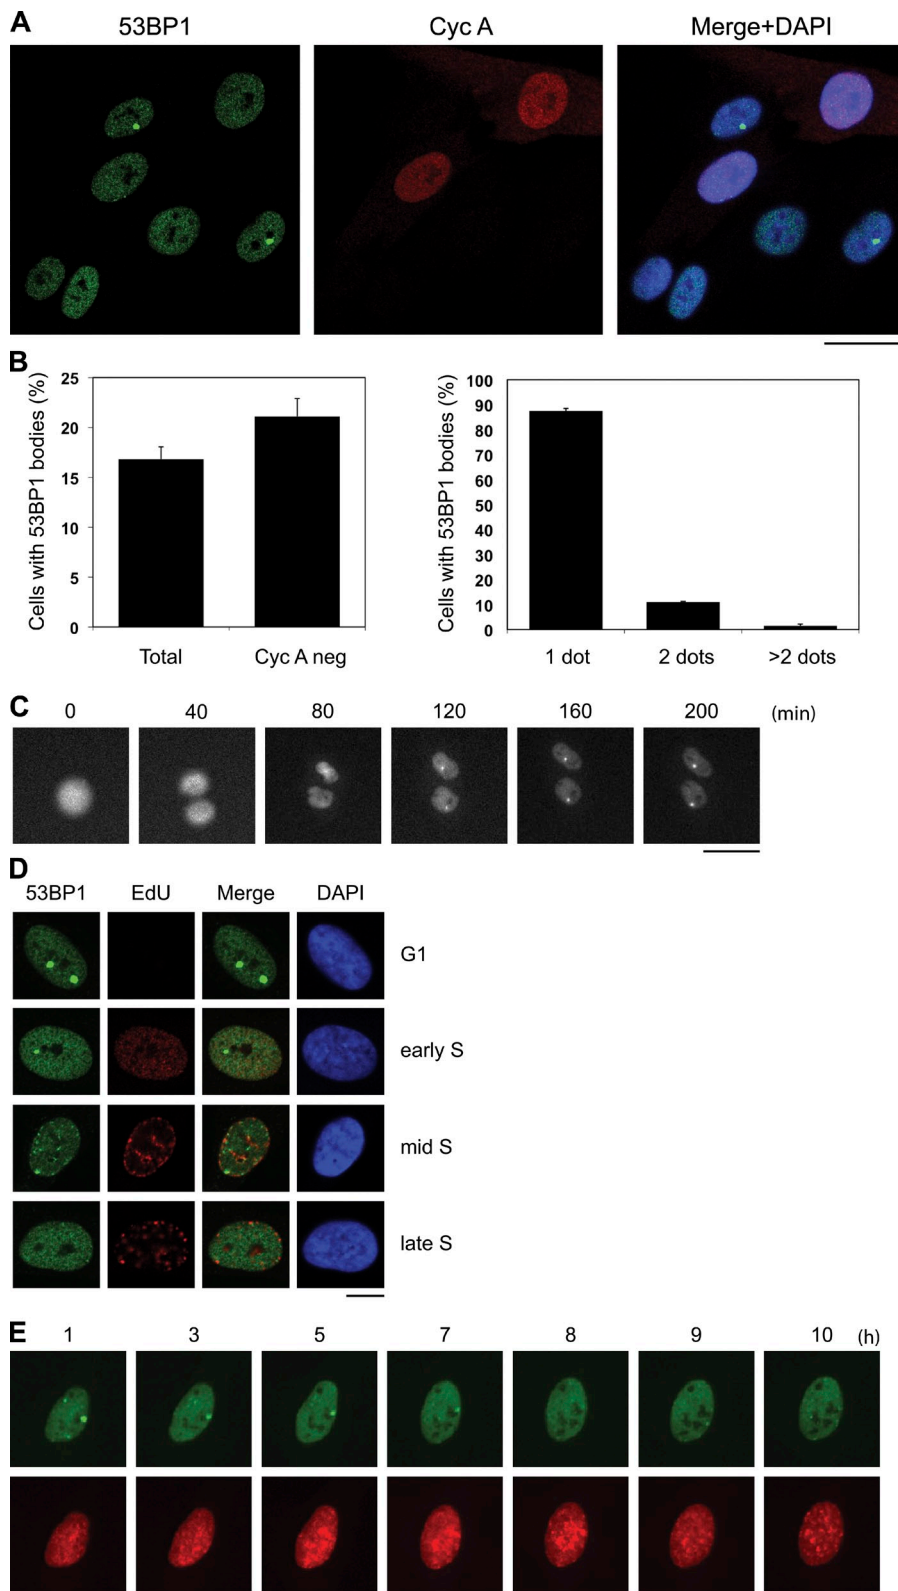 A
53BP1 Cyc A Merge+DAPI
B
Cells with 53BP1 bodies (%)
25
20
15
10
5
0
Total Cyc A neg
Cells with 53BP1 bodies (%)
100
90
80
70
60
50
40
30
20
10
0
1 dot 2 dots >2 dots
C
0 40 80 120 160 200 (min)
D
53BP1 EdU Merge DAPI
G1
early S
mid S
late S
E
1 3 5 7 8 9 10 (h)